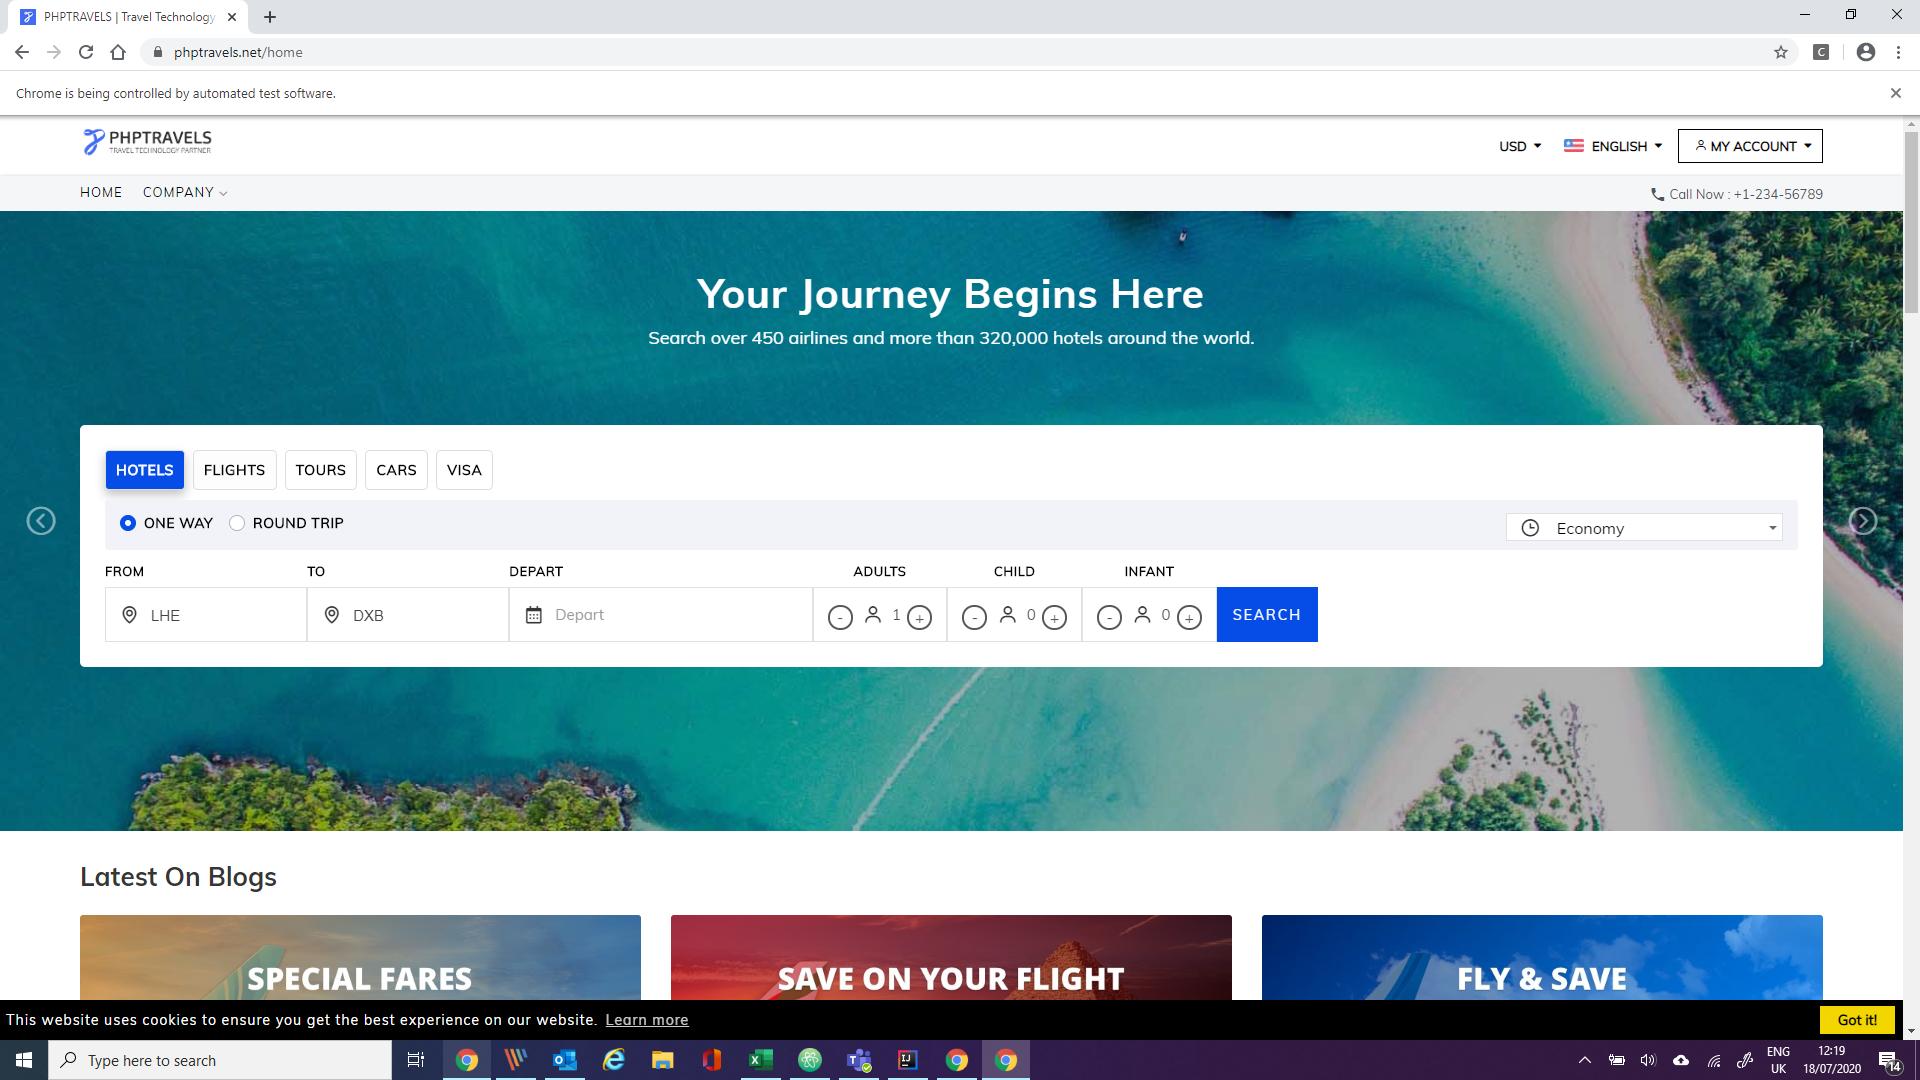 PHPTRAVELS | Travel Technology
phptravels.net/home
C
Chrome is being controlled by automated test software.
PHPTRAVELS
TRAVEL TECHNOLOGY PARTNER
USD
ENGLISH
MY ACCOUNT
HOME COMPANY
Call Now : +1-234-56789
Your Journey Begins Here
Search over 450 airlines and more than 320,000 hotels around the world.
HOTELS FLIGHTS TOURS CARS VISA
ONE WAY ROUND TRIP
Economy
FROM TO DEPART ADULTS CHILD INFANT
LHE DXB Depart - 1 + - 0 + - 0 + SEARCH
Latest On Blogs
SPECIAL FARES SAVE ON YOUR FLIGHT FLY & SAVE
This website uses cookies to ensure you get the best experience on our website. Learn more
Got it!
Type here to search
ENG
UK
12:19
18/07/2020
14